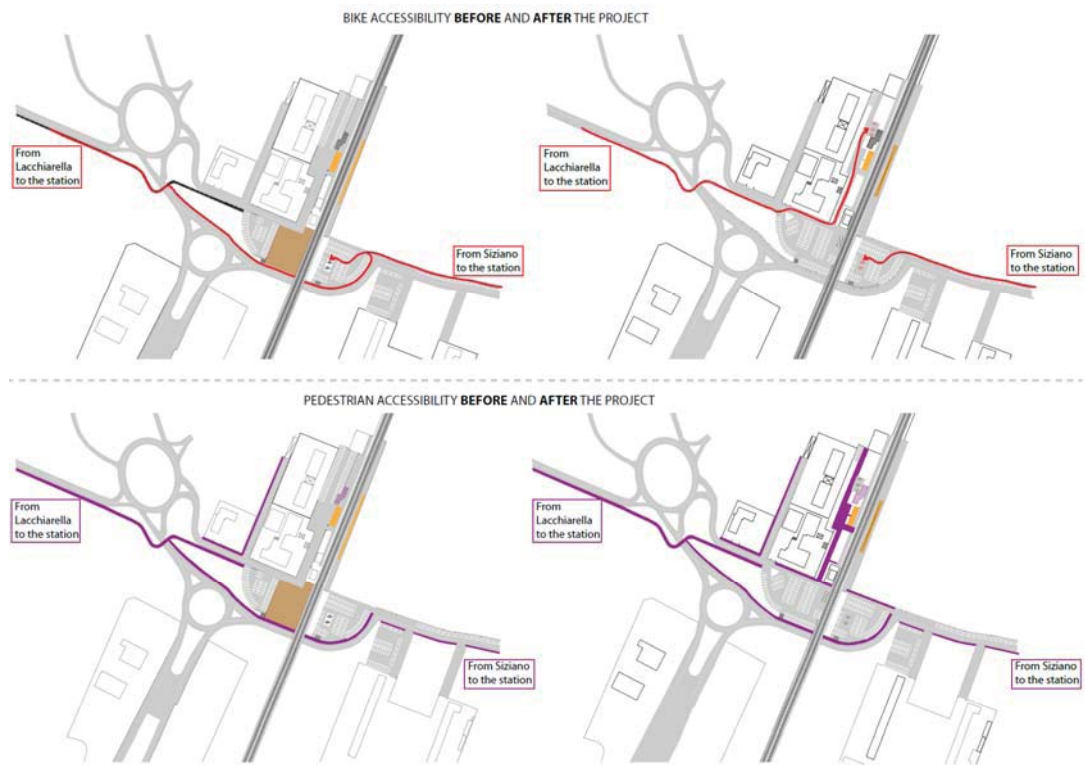 BIKE ACCESSIBILITY BEFORE AND AFTER THE PROJECT
From
Lacchiarella
to the station
From Siziano
to the station
From
Lacchiarella
to the station
From Siziano
to the station
PEDESTRIAN ACCESSIBILITY BEFORE AND AFTER THE PROJECT
From
Lacchiarella
to the station
From Siziano
to the station
From
Lacchiarella
to the station
From Siziano
to the station